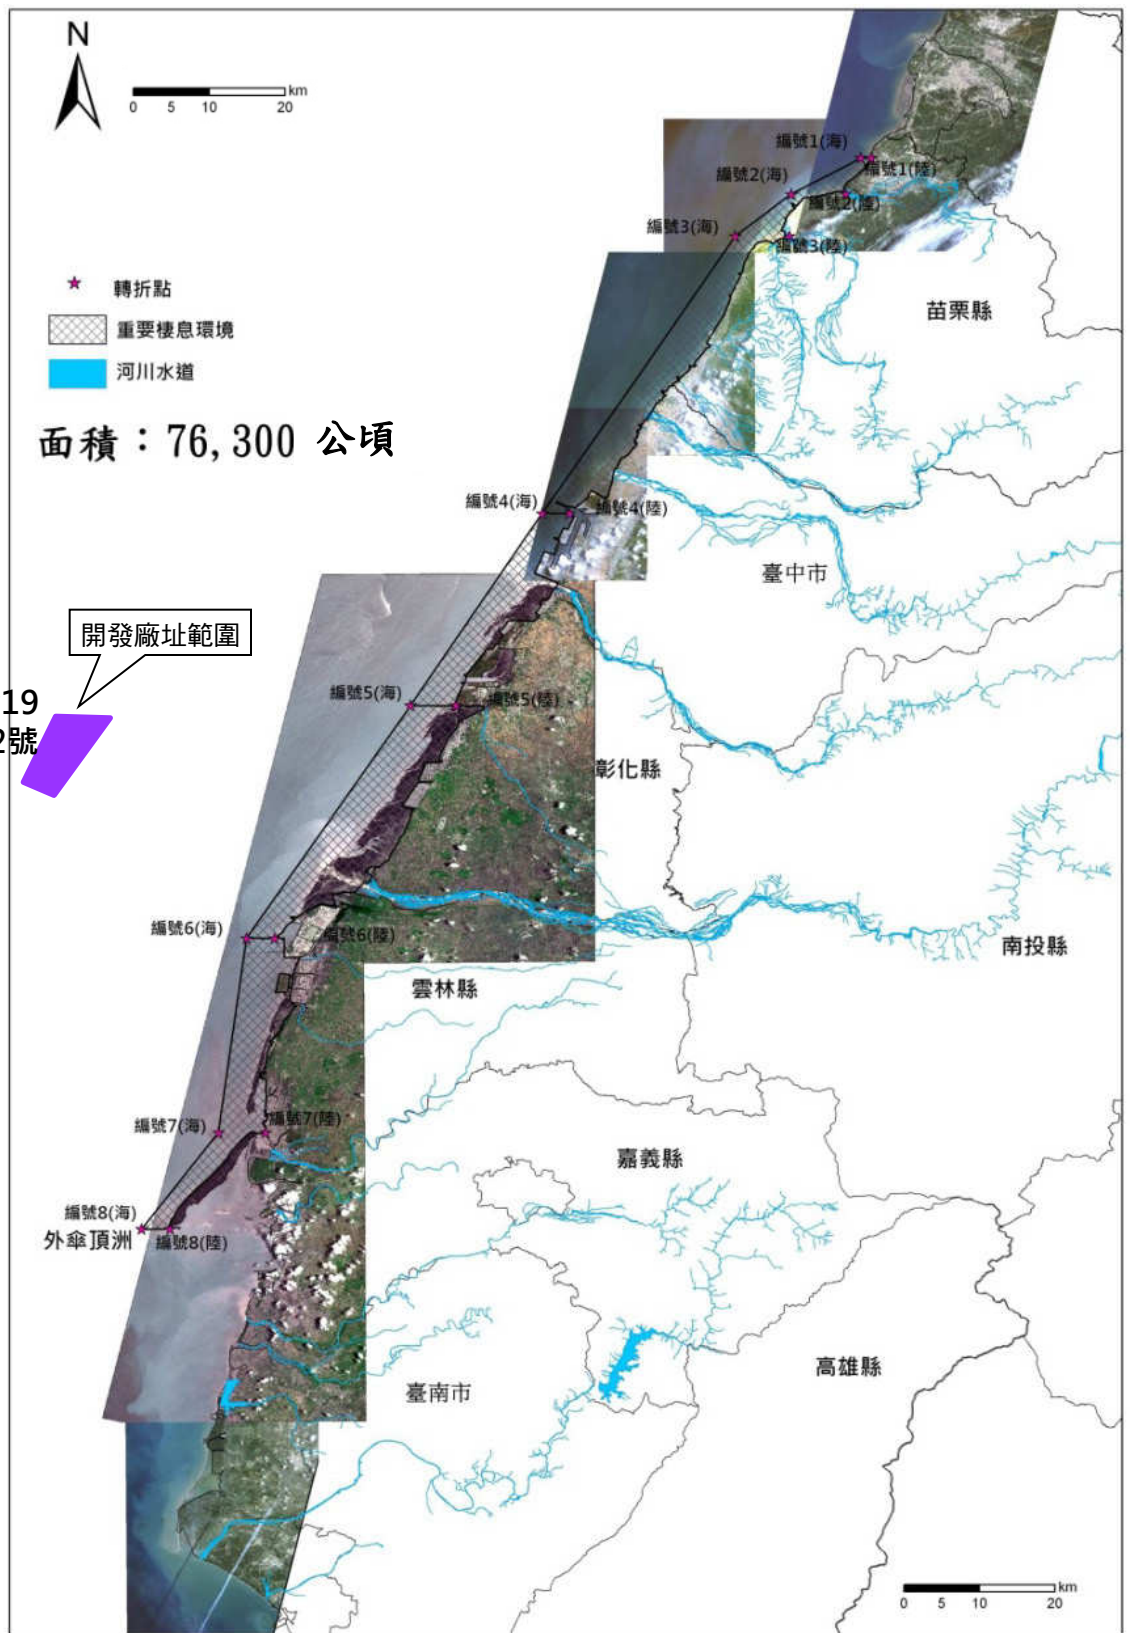 N
km
0 5 10 20
編號1(海)
編號1(陸)
編號2(海)
編號2(陸)
編號3(海)
編號3(陸)
轉折點
重要棲息環境
河川水道
苗栗縣
面積：76,300 公頃
編號4(海)
編號4(陸)
臺中市
開發廠址範圍
19
2號
編號5(海)
編號5(陸)
彰化縣
編號6(海)
編號6(陸)
南投縣
雲林縣
編號7(海)
編號7(陸)
嘉義縣
編號8(海)
外傘頂洲
編號8(陸)
高雄縣
臺南市
km
0 5 10 20